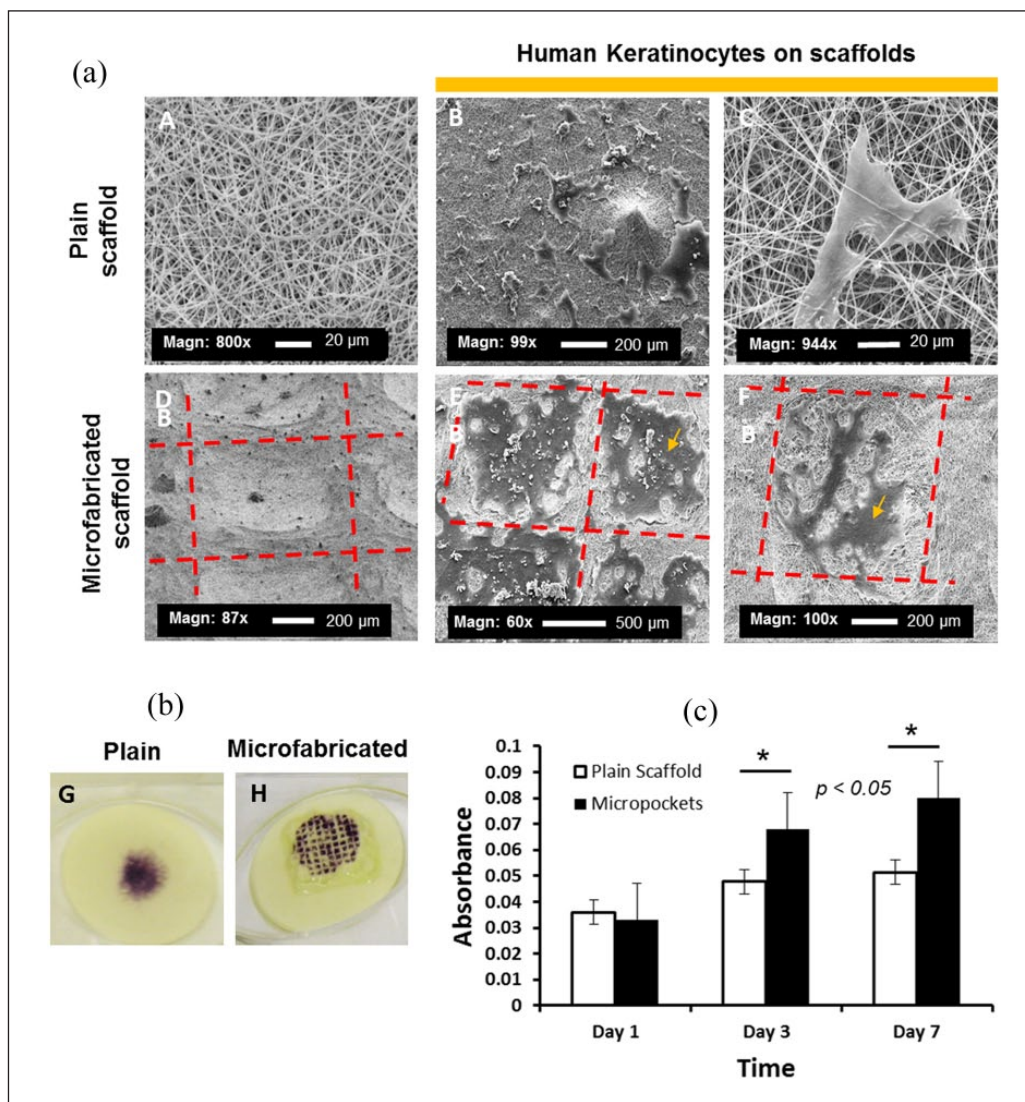 (a)
Human Keratinocytes on scaffolds
Plain
scaffold
A
B
C
Magn: 800x 20 µm
Magn: 99x 200 µm
Magn: 944x 20 µm
Microfabricated
scaffold
D
B
E
B
F
B
Magn: 87x 200 µm
Magn: 60x 500 µm
Magn: 100x 200 µm
(b)
Plain
Microfabricated
G
H
(c)
Absorbance
0.1
0.09
0.08
0.07
0.06
0.05
0.04
0.03
0.02
0.01
0
Plain Scaffold
Micropockets
*
*
p < 0.05
Day 1
Day 3
Day 7
Time